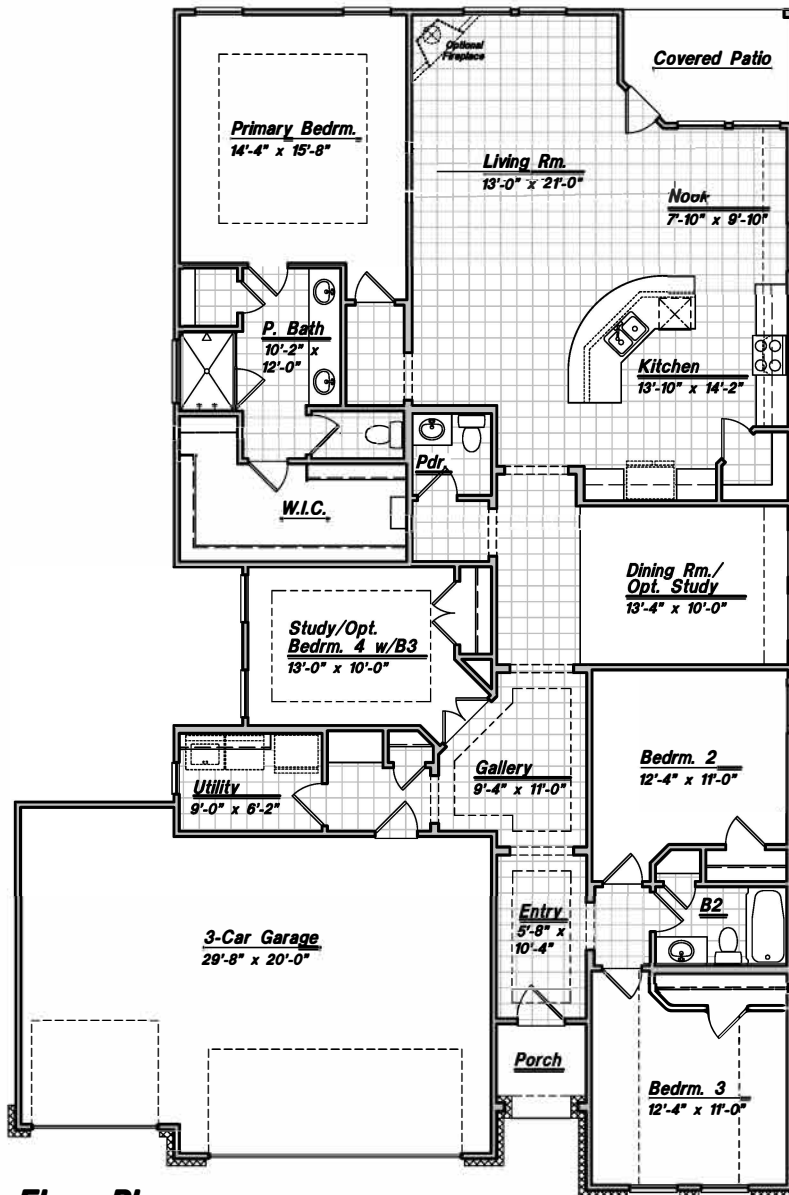 Optional
Fireplace
Covered Patio
Primary Bedrm.
14'-4" x 15'-8"
Living Rm.
13'-0" x 21'-0"
Nook
7'-10" x 9'-10"
P. Bath
10'-2" x
12'-0"
Kitchen
13'-10" x 14'-2"
Pdr.
W.I.C.
Dining Rm./
Opt. Study
13'-4" x 10'-0"
Study/Opt.
Bedrm. 4 w/B3
13'-0" x 10'-0"
Gallery
9'-4" x 11'-0"
Bedrm. 2
12'-4" x 11'-0"
Utility
9'-0" x 6'-2"
Entry
5'-8" x
10'-4"
B2
3-Car Garage
29'-8" x 20'-0"
Porch
Bedrm. 3
12'-4" x 11'-0"